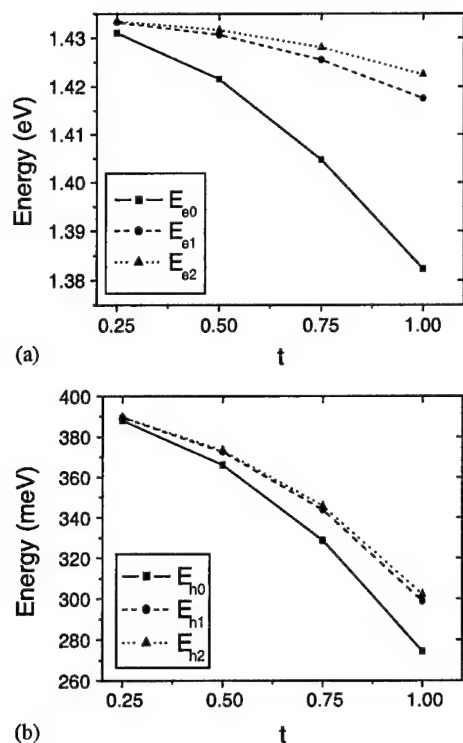 Energy (eV)
1.43
1.42
1.41
1.40
1.39
1.38
E_e0
E_e1
E_e2
0.25 0.50 0.75 1.00
(a)
t
Energy (meV)
400
380
360
340
320
300
280
260
E_h0
E_h1
E_h2
0.25 0.50 0.75 1.00
(b)
t